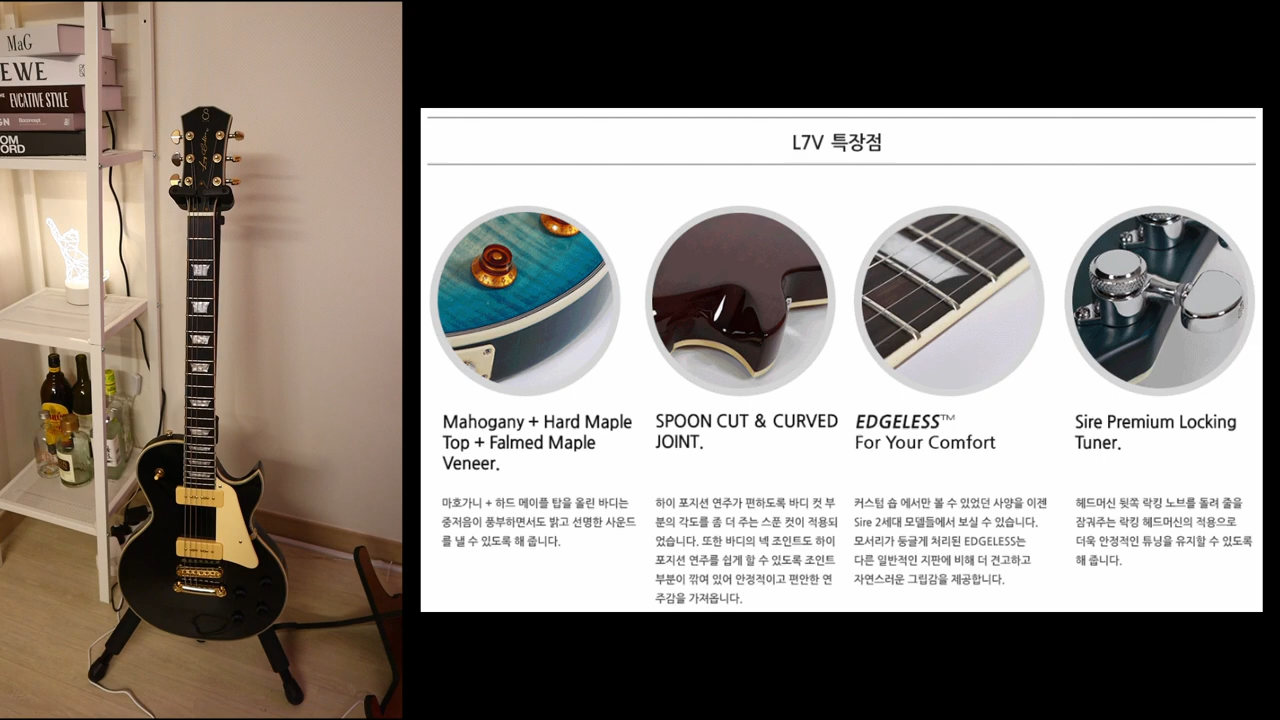 MaG
EWE
EVCATIVE STYLE
L7V 특장점
Mahogany + Hard Maple
Top + Falmed Maple
Veneer.
마호가니 + 하드 메이플 탑을 올린 바디는
중저음이 풍부하면서도 밝고 선명한 사운드
를 낼 수 있도록 해 줍니다.
SPOON CUT & CURVED
JOINT.
하이 포지션 연주가 편하도록 바디 컷 부
분의 각도를 좀 더 주는 스푼 컷이 적용되
었습니다. 또한 바디의 넥 조인트도 하이
포지션 연주를 쉽게 할 수 있도록 조인트
부분이 깎여 있어 안정적이고 편안한 연
주감을 가져옵니다.
EDGELESS™
For Your Comfort
커스텀 숍 에서만 볼 수 있었던 사양을 이젠
Sire 2세대 모델들에서 보실 수 있습니다.
모서리가 둥글게 처리된 EDGELESS는
다른 일반적인 지판에 비해 더 견고하고
자연스러운 그립감을 제공합니다.
Sire Premium Locking
Tuner.
헤드머신 뒷쪽 락킹 노브를 돌려 줄을
잠궈주는 락킹 헤드머신의 적용으로
더욱 안정적인 튜닝을 유지할 수 있도록
해 줍니다.